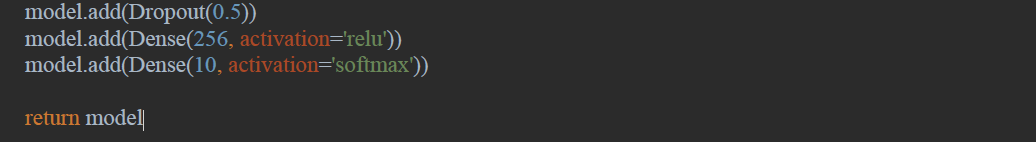 model.add(Dropout(0.5))
model.add(Dense(256, activation='relu'))
model.add(Dense(10, activation='softmax'))
return model